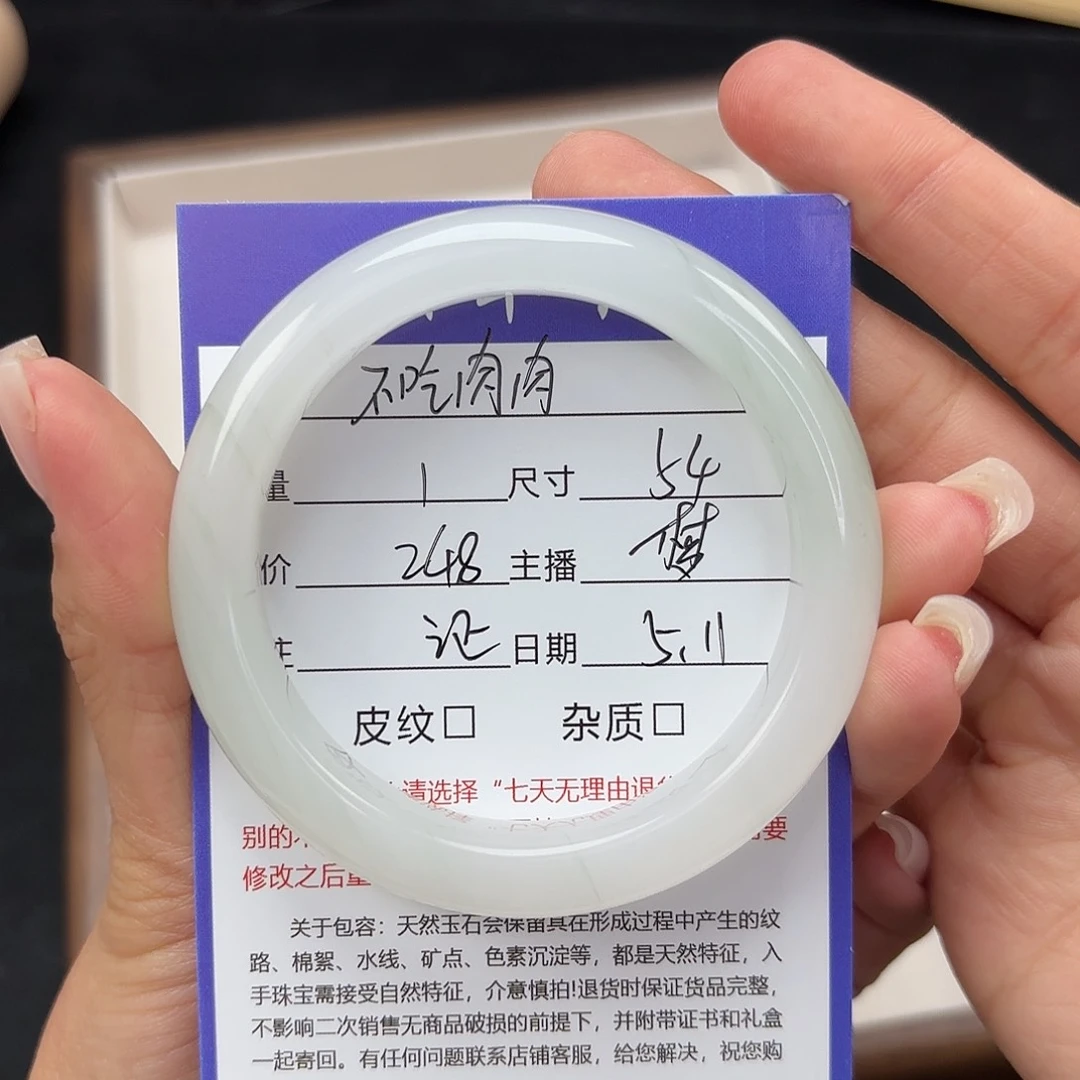 不吃肉肉
量 1 尺寸 54
价 248 主播
证 日期 5.11
皮纹□ 杂质□
请选择“七天无理由退
别的 要
修改之后重
关于包容：天然玉石会保留其在形成过程中产生的纹
路、棉絮、水线、矿点、色素沉淀等，都是天然特征，入
手珠宝需接受自然特征，介意慎拍!退货时保证货品完整，
不影响二次销售无商品破损的前提下，并附带证书和礼盒
一起寄回。有任何问题联系店铺客服，给您解决，祝您购